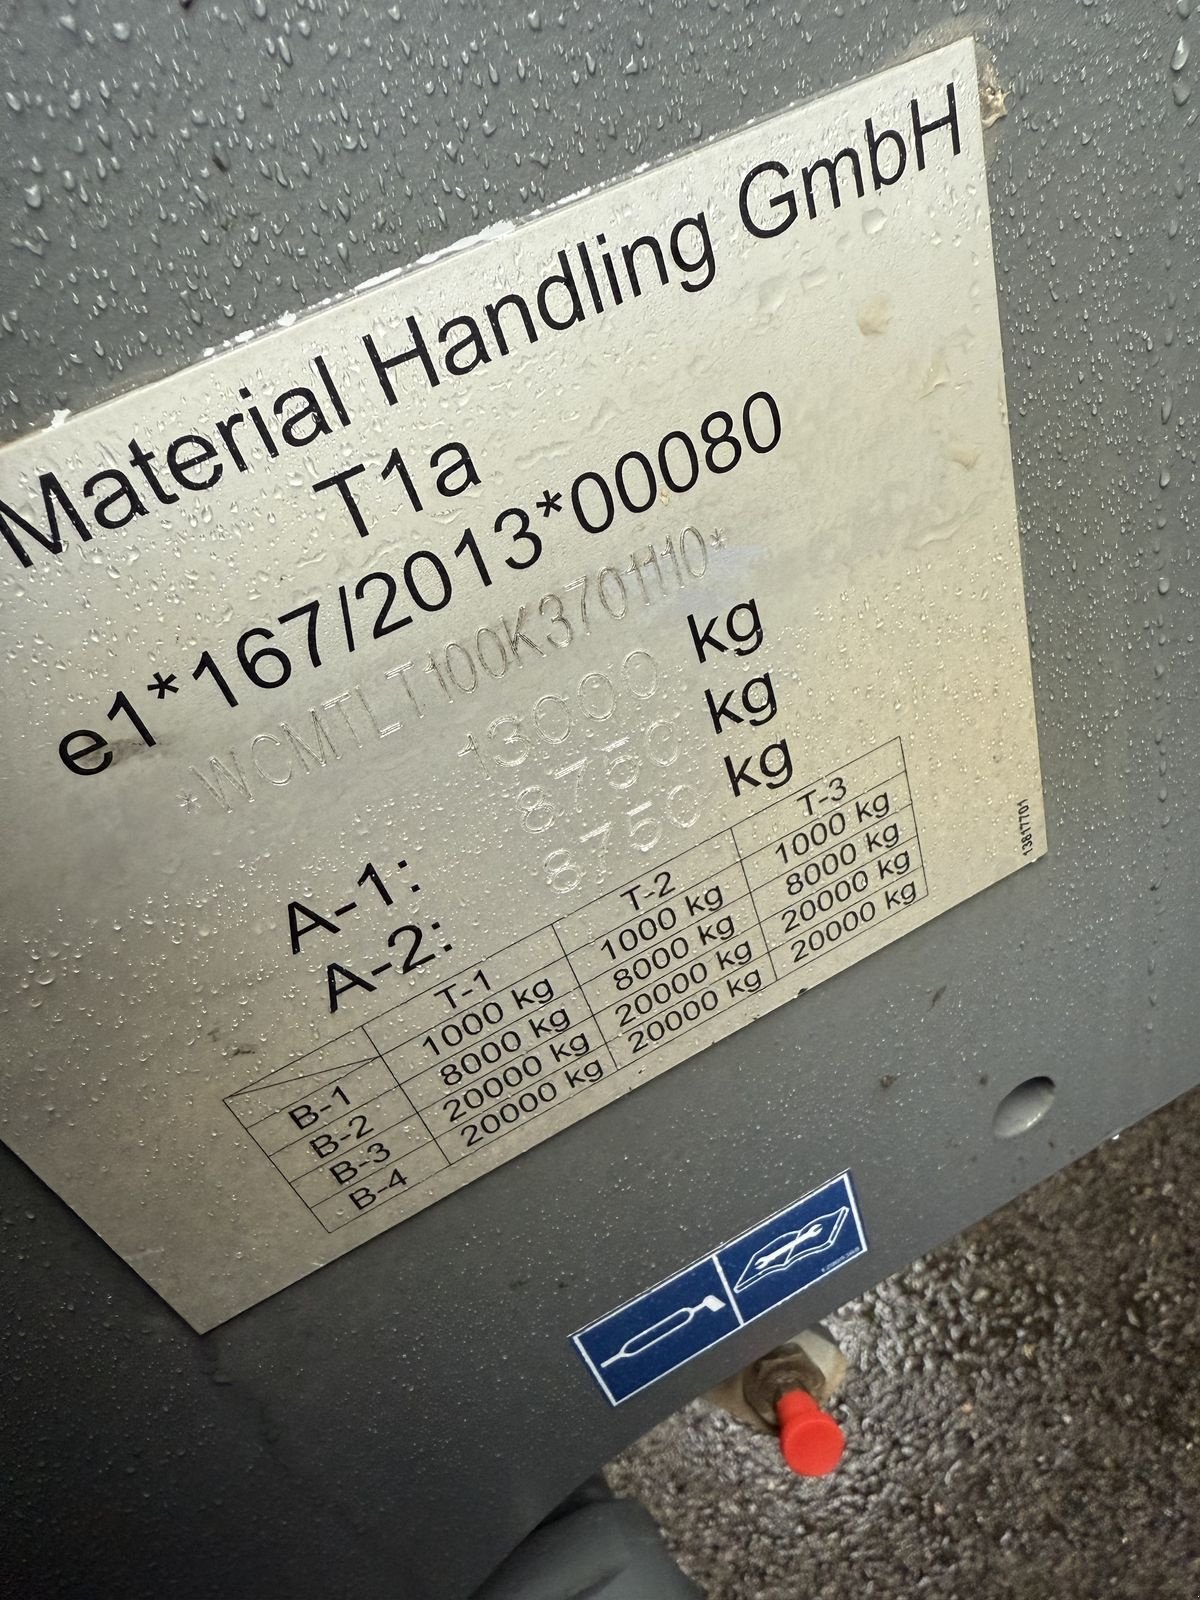 Material Handling GmbH
T1a
e1*167/2013*00080
*WCMTLT100K3701110*
13000 kg
A-1: 8750 kg
A-2: 8750 kg
T-1 T-2 T-3
B-1 1000 kg 1000 kg 1000 kg
B-2 8000 kg 8000 kg 8000 kg
B-3 20000 kg 20000 kg 20000 kg
B-4 20000 kg 20000 kg 20000 kg
13817701